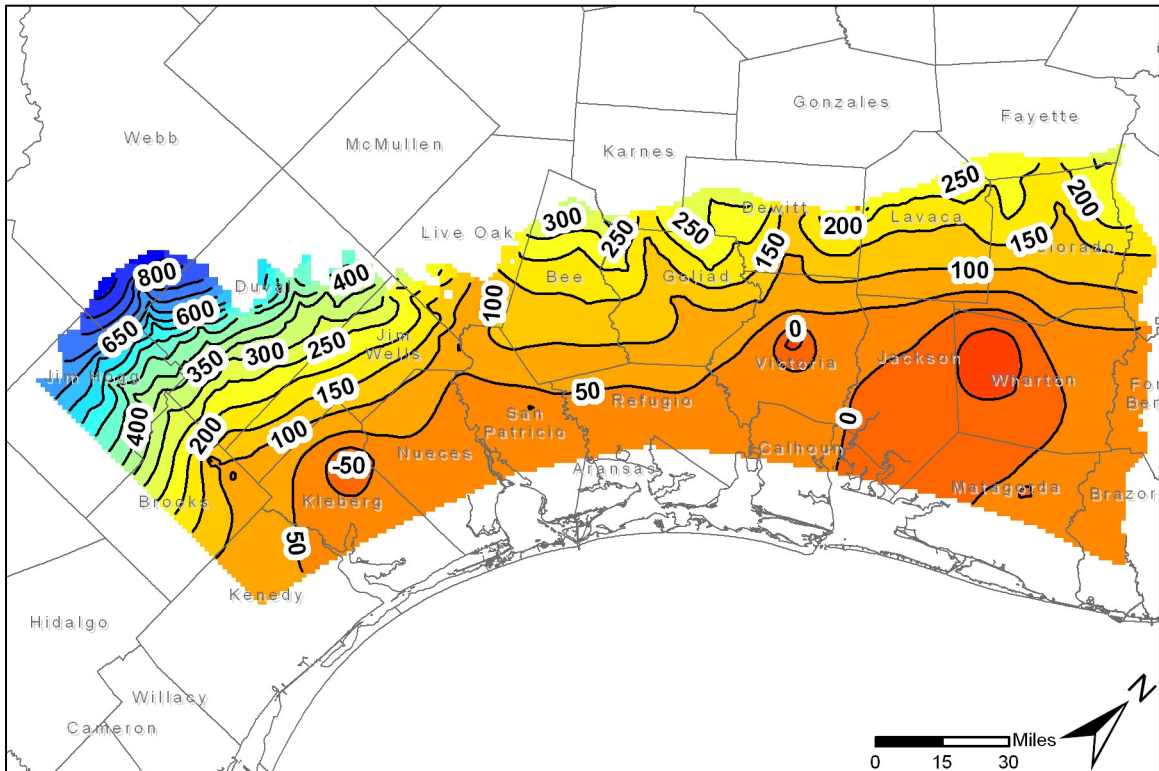 Gonzales
Fayette
Webb
McMullen
Karnes
250
200
300
250
250
Dewitt
200
Lavaca
150
Live Oak
150
Colorado
800
400
Duval
Bee
Goliad
100
100
600
650
Jim
Wells
250
300
0
350
Victoria
Jackson
Wharton
Jim Hogg
150
50
Refugio
400
200
100
San
Patricio
0
Nueces
Calhoun
-50
Aransas
Brooks
Kleberg
Matagorda
Brazor
50
Kenedy
Hidalgo
Willacy
Cameron
N
Miles
0 15 30